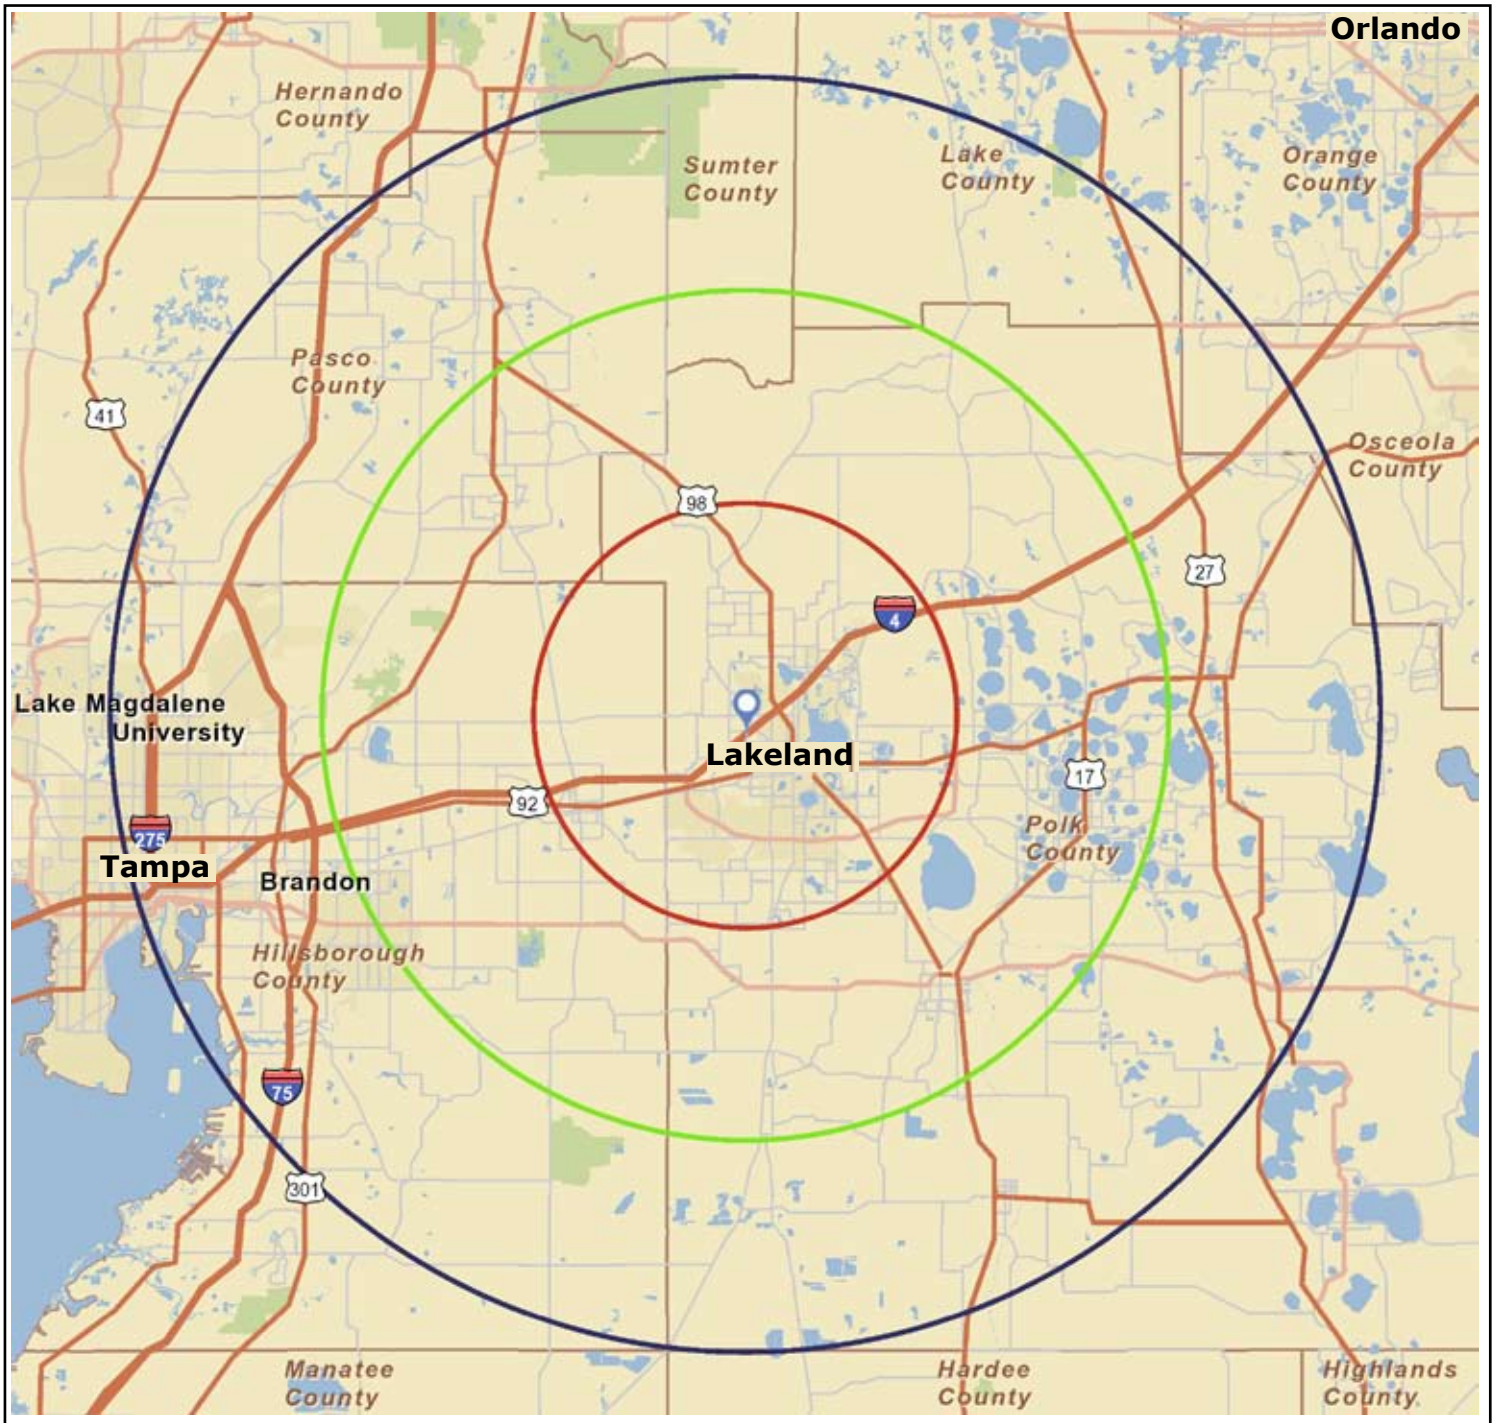 Orlando
Hernando
County
Sumter
County
Lake
County
Orange
County
Pasco
County
41
Osceola
County
98
27
4
Lake Magdalene
University
Lakeland
17
92
Polk
County
275
Tampa
Brandon
Hillsborough
County
75
301
Manatee
County
Hardee
County
Highlands
County